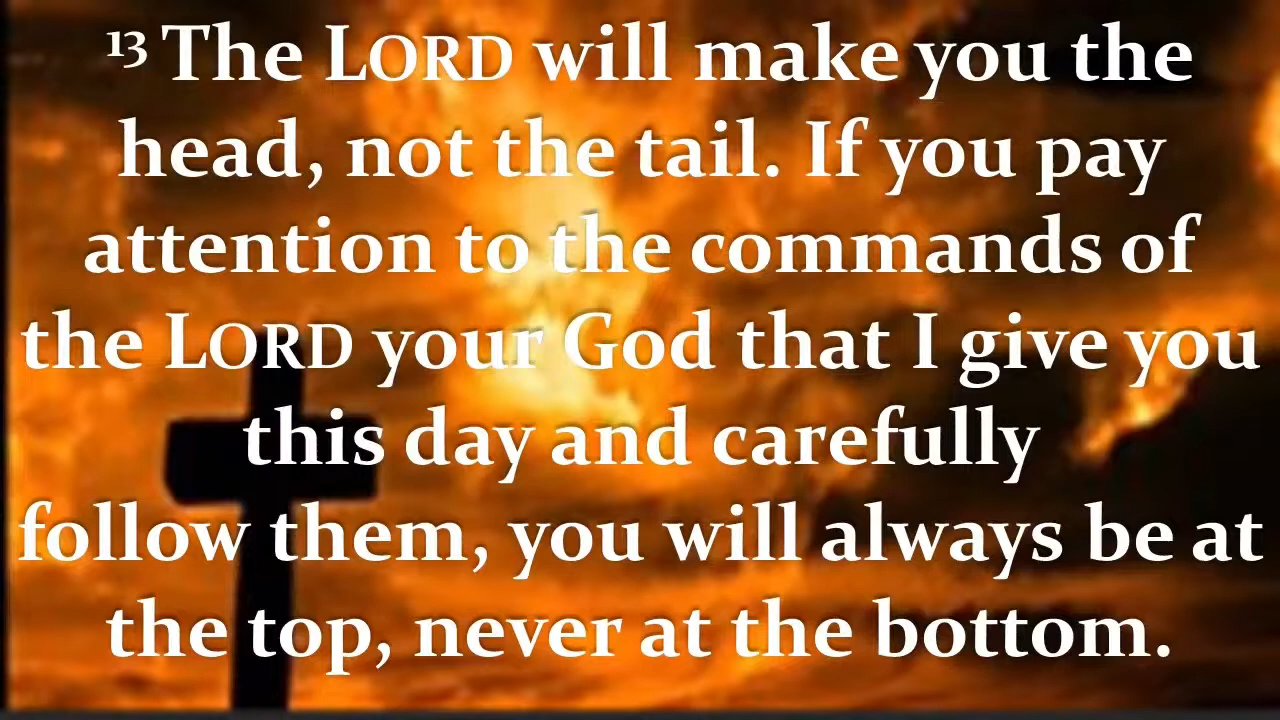 13 The LORD will make you the
head, not the tail. If you pay
attention to the commands of
the LORD your God that I give you
this day and carefully
follow them, you will always be at
the top, never at the bottom.